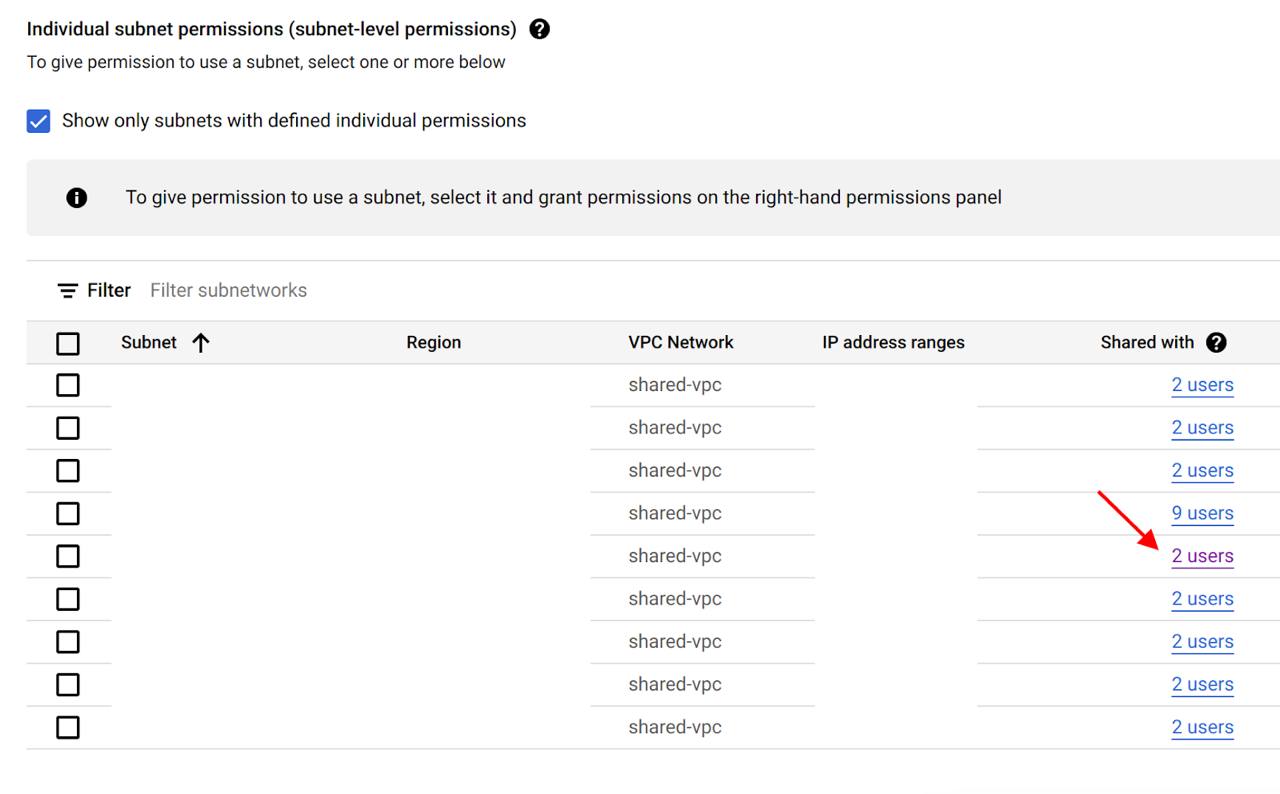 Individual subnet permissions (subnet-level permissions) ?
To give permission to use a subnet, select one or more below
Show only subnets with defined individual permissions
To give permission to use a subnet, select it and grant permissions on the right-hand permissions panel
Filter Filter subnetworks
Subnet Region VPC Network IP address ranges Shared with ?
shared-vpc 2 users
shared-vpc 2 users
shared-vpc 2 users
shared-vpc 9 users
shared-vpc 2 users
shared-vpc 2 users
shared-vpc 2 users
shared-vpc 2 users
shared-vpc 2 users